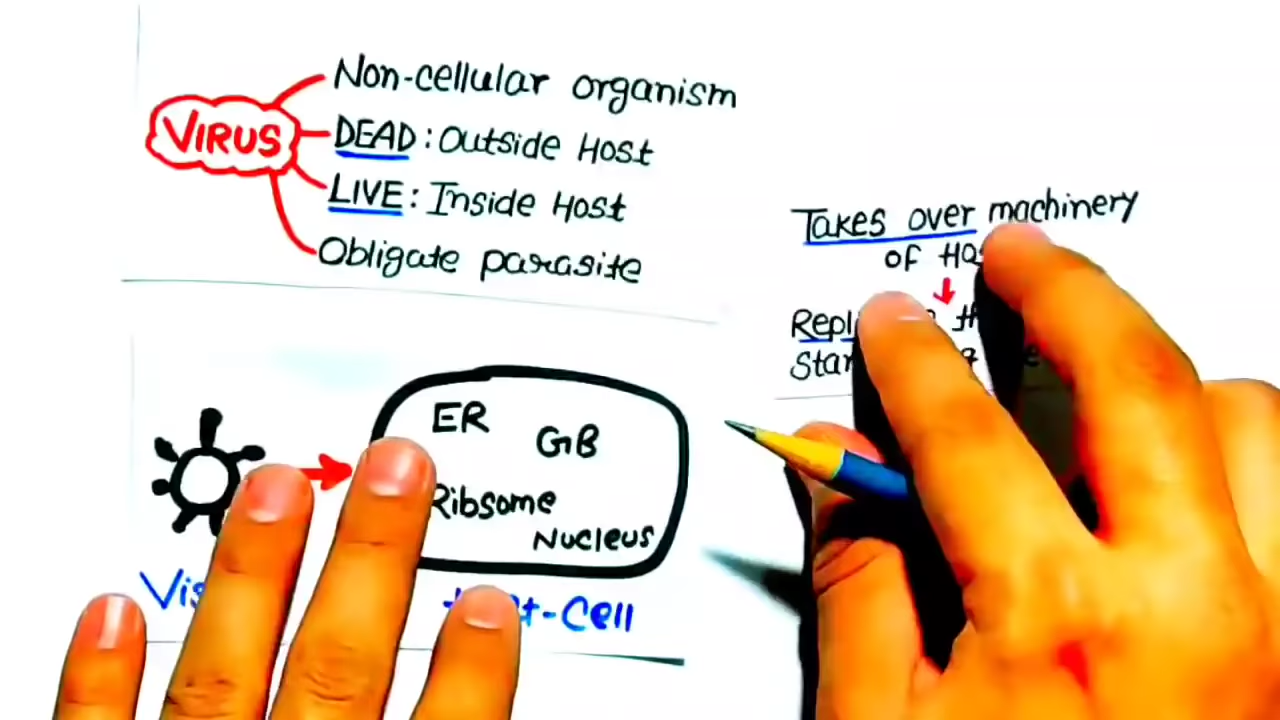 Non-cellular organism
VIRUS
DEAD: Outside Host
LIVE: Inside Host
Obligate parasite
Takes over machinery
of
ER
GB
Ribsome
Nucleus
-Cell